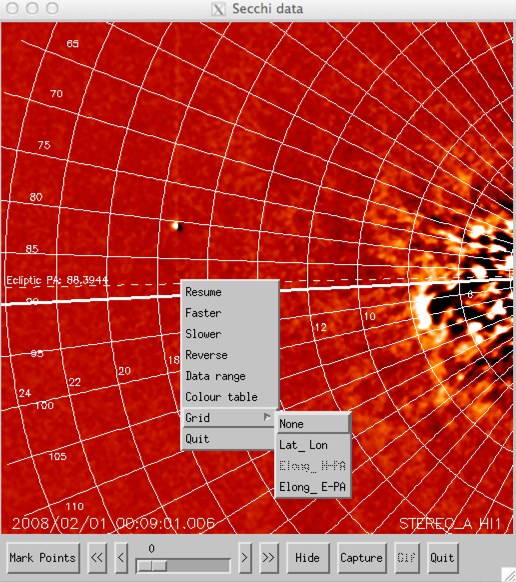 Secchi data
65
70
75
80
85
Ecliptic PA: 88.3944
6
90
10
12
95
18
20
22
24
100
105
110
Resume
Faster
Slower
Reverse
Data range
Colour table
Grid
Quit
None
Lat_ Lon
Elong_ H-PA
Elong_ E-PA
2008/02/01 00:09:01.006
STEREO_A HI1
0
Mark Points << < > >> Hide Capture Gif Quit